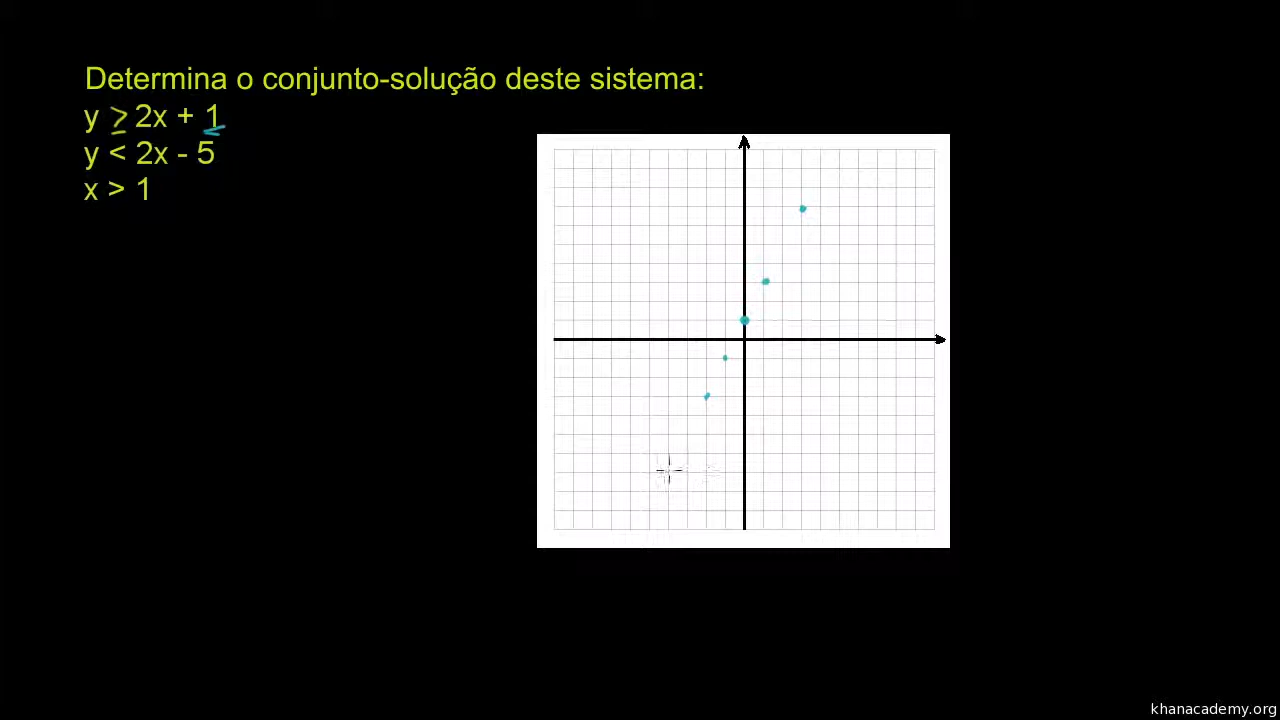 Determina o conjunto-solução deste sistema:
y ≥ 2x + 1
y < 2x - 5
x > 1
khanacademy.org